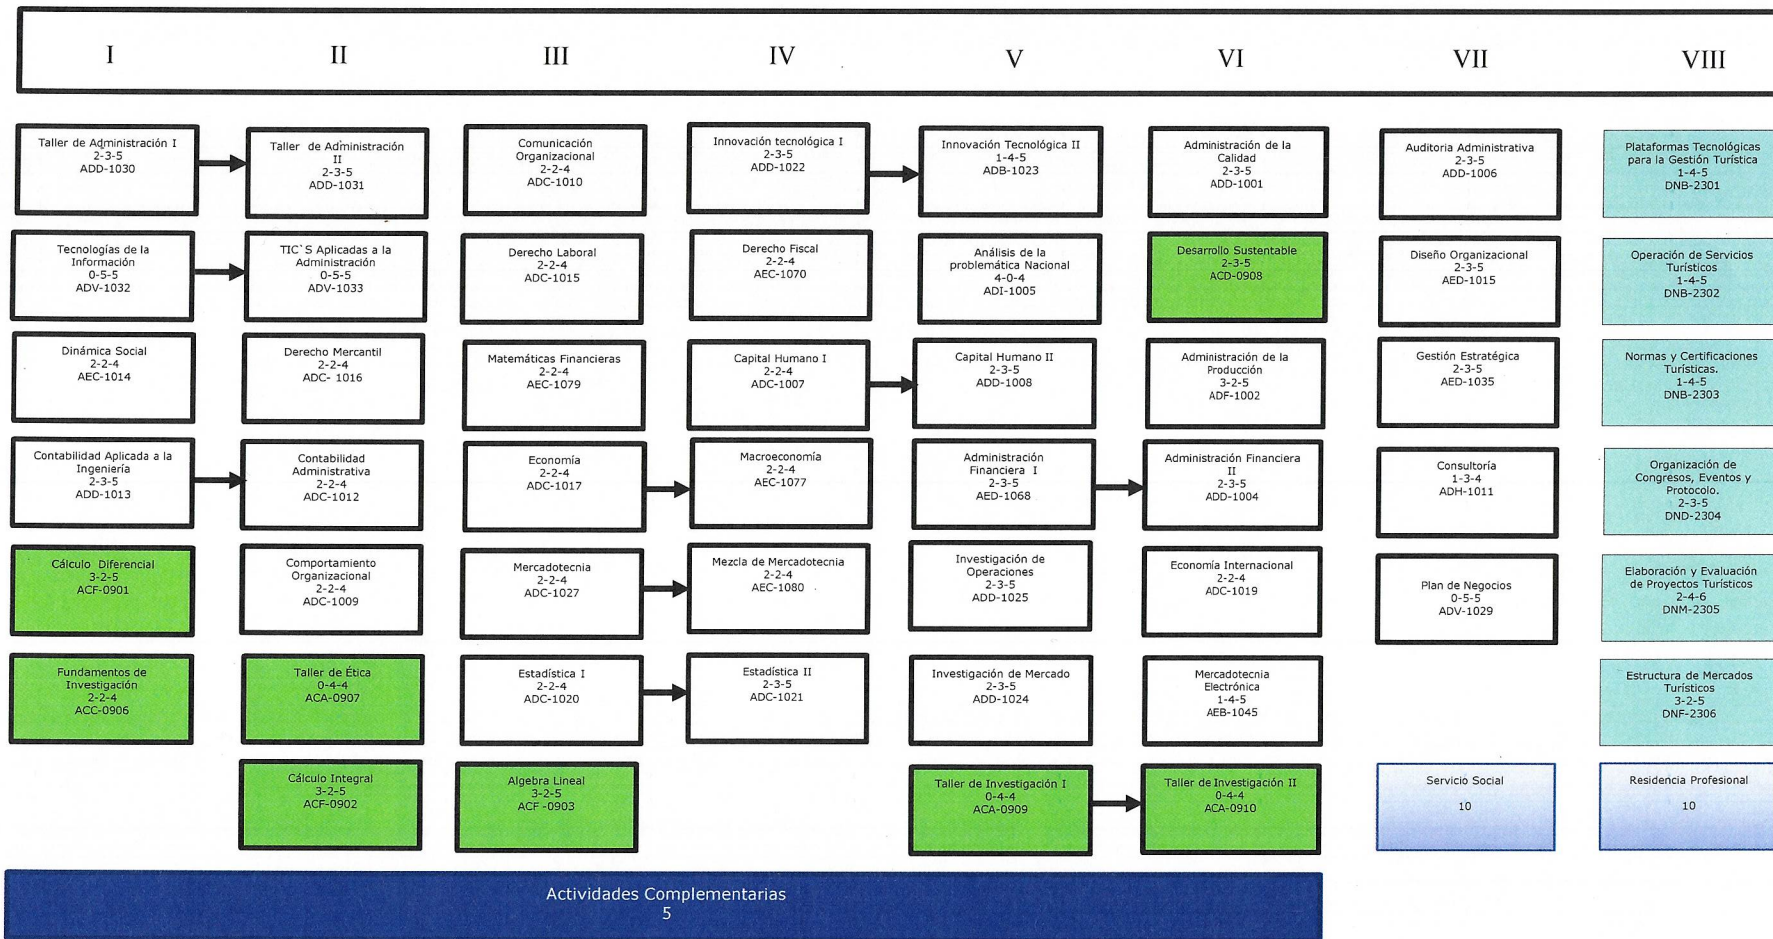 I
II
III
IV
V
VI
VII
VIII
Taller de Administración I
2-3-5
ADD-1030
Taller de Administración
II
2-3-5
ADD-1031
Comunicación
Organizacional
2-2-4
ADC-1010
Innovación tecnológica I
2-3-5
ADD-1022
Innovación Tecnológica II
1-4-5
ADB-1023
Administración de la
Calidad
2-3-5
ADD-1001
Auditoria Administrativa
2-3-5
ADD-1006
Plataformas Tecnológicas
para la Gestión Turística
1-4-5
DNB-2301
Tecnologías de la
Información
0-5-5
ADV-1032
TIC`S Aplicadas a la
Administración
0-5-5
ADV-1033
Derecho Laboral
2-2-4
ADC-1015
Derecho Fiscal
2-2-4
AEC-1070
Análisis de la
problemática Nacional
4-0-4
ADI-1005
Desarrollo Sustentable
2-3-5
ACD-0908
Diseño Organizacional
2-3-5
AED-1015
Operación de Servicios
Turísticos
1-4-5
DNB-2302
Dinámica Social
2-2-4
AEC-1014
Derecho Mercantil
2-2-4
ADC- 1016
Matemáticas Financieras
2-2-4
AEC-1079
Capital Humano I
2-2-4
ADC-1007
Capital Humano II
2-3-5
ADD-1008
Administración de la
Producción
3-2-5
ADF-1002
Gestión Estratégica
2-3-5
AED-1035
Normas y Certificaciones
Turísticas.
1-4-5
DNB-2303
Contabilidad Aplicada a la
Ingeniería
2-3-5
ADD-1013
Contabilidad
Administrativa
2-2-4
ADC-1012
Economía
2-2-4
ADC-1017
Macroeconomía
2-2-4
AEC-1077
Administración
Financiera I
2-3-5
AED-1068
Administración Financiera
II
2-3-5
ADD-1004
Consultoría
1-3-4
ADH-1011
Organización de
Congresos, Eventos y
Protocolo.
2-3-5
DND-2304
Cálculo Diferencial
3-2-5
ACF-0901
Comportamiento
Organizacional
2-2-4
ADC-1009
Mercadotecnia
2-2-4
ADC-1027
Mezcla de Mercadotecnia
2-2-4
AEC-1080
Investigación de
Operaciones
2-3-5
ADD-1025
Economía Internacional
2-2-4
ADC-1019
Plan de Negocios
0-5-5
ADV-1029
Elaboración y Evaluación
de Proyectos Turísticos
2-4-6
DNM-2305
Fundamentos de
Investigación
2-2-4
ACC-0906
Taller de Ética
0-4-4
ACA-0907
Estadística I
2-2-4
ADC-1020
Estadística II
2-3-5
ADC-1021
Investigación de Mercado
2-3-5
ADD-1024
Mercadotecnia
Electrónica
1-4-5
AEB-1045
Estructura de Mercados
Turísticos
3-2-5
DNF-2306
Cálculo Integral
3-2-5
ACF-0902
Algebra Lineal
3-2-5
ACF -0903
Taller de Investigación I
0-4-4
ACA-0909
Taller de Investigación II
0-4-4
ACA-0910
Servicio Social
10
Residencia Profesional
10
Actividades Complementarias
5